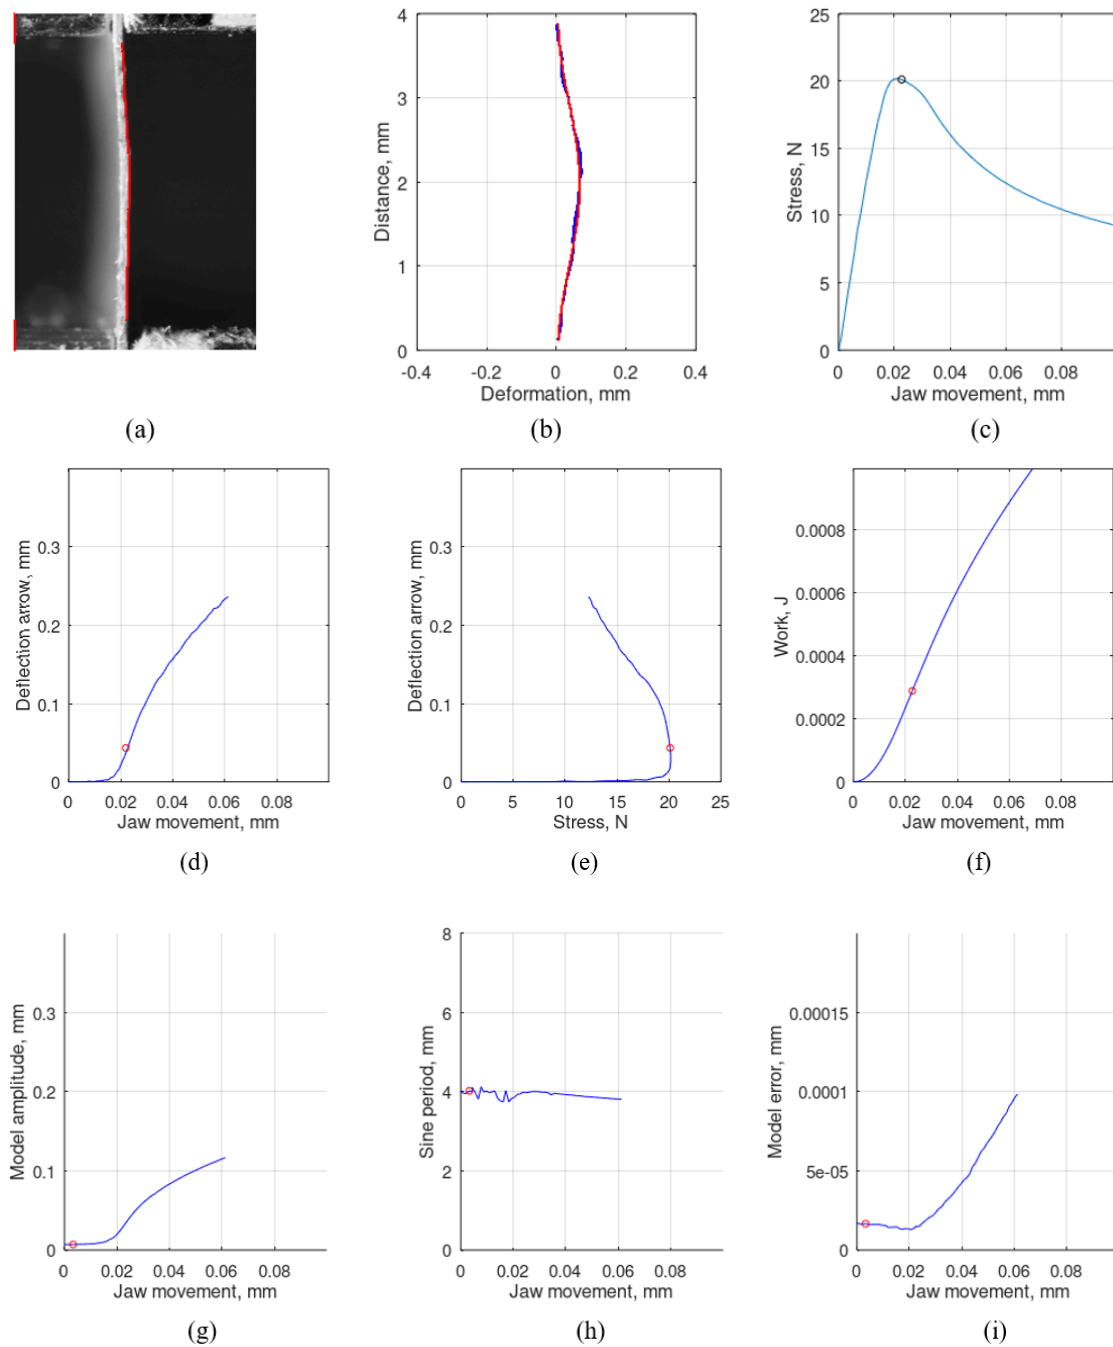 4
3
2
1
0
Distance, mm
-0.4 -0.2 0 0.2 0.4
Deformation, mm
25
20
15
10
5
0
Stress, N
0 0.02 0.04 0.06 0.08
Jaw movement, mm
(a) (b) (c)
0.3
0.2
0.1
0
Deflection arrow, mm
0 0.02 0.04 0.06 0.08
Jaw movement, mm
0.3
0.2
0.1
0
Deflection arrow, mm
0 5 10 15 20 25
Stress, N
0.0008
0.0006
0.0004
0.0002
0
Work, J
0 0.02 0.04 0.06 0.08
Jaw movement, mm
(d) (e) (f)
0.3
0.2
0.1
0
Model amplitude, mm
0 0.02 0.04 0.06 0.08
Jaw movement, mm
8
6
4
2
0
Sine period, mm
0 0.02 0.04 0.06 0.08
Jaw movement, mm
0.00015
0.0001
5e-05
0
Model error, mm
0 0.02 0.04 0.06 0.08
Jaw movement, mm
(g) (h) (i)